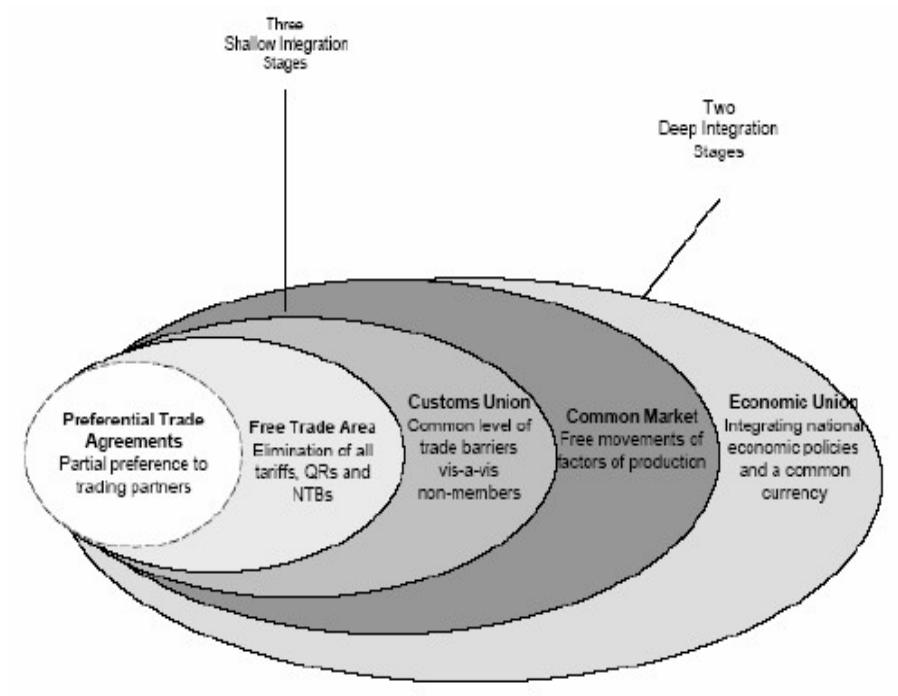 Three
Shallow Integration
Stages
Two
Deep Integration
Stages
Preferential Trade
Agreements
Partial preference to
trading partners
Free Trade Area
Elimination of all
tariffs, QRs and
NTBs
Customs Union
Common level of
trade barriers
vis-a-vis
non-members
Common Market
Free movements of
factors of production
Economic Union
Integrating national
economic policies
and a common
currency